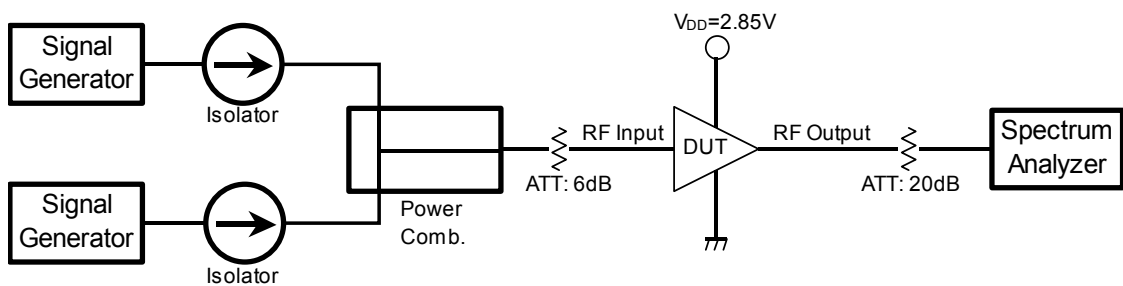 Signal
Generator
Isolator
Signal
Generator
Isolator
Power
Comb.
ATT: 6dB
RF Input
VDD=2.85V
DUT
RF Output
ATT: 20dB
Spectrum
Analyzer